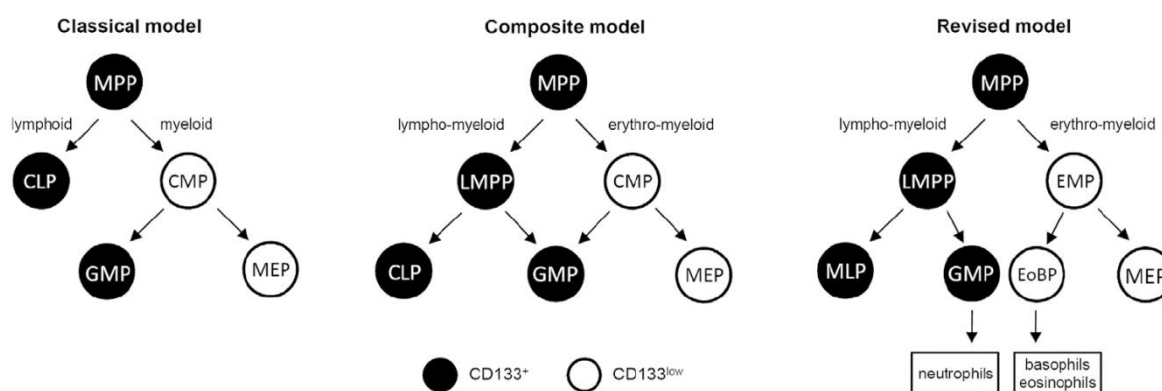 Classical model
MPP
lymphoid
myeloid
CLP
CMP
GMP
MEP
Composite model
MPP
lympho-myeloid
erythro-myeloid
LMPP
CMP
CLP
GMP
MEP
Revised model
MPP
lympho-myeloid
erythro-myeloid
LMPP
EMP
MLP
GMP
EoBP
MEP
neutrophils
basophils
eosinophils
CD133+
CD133low